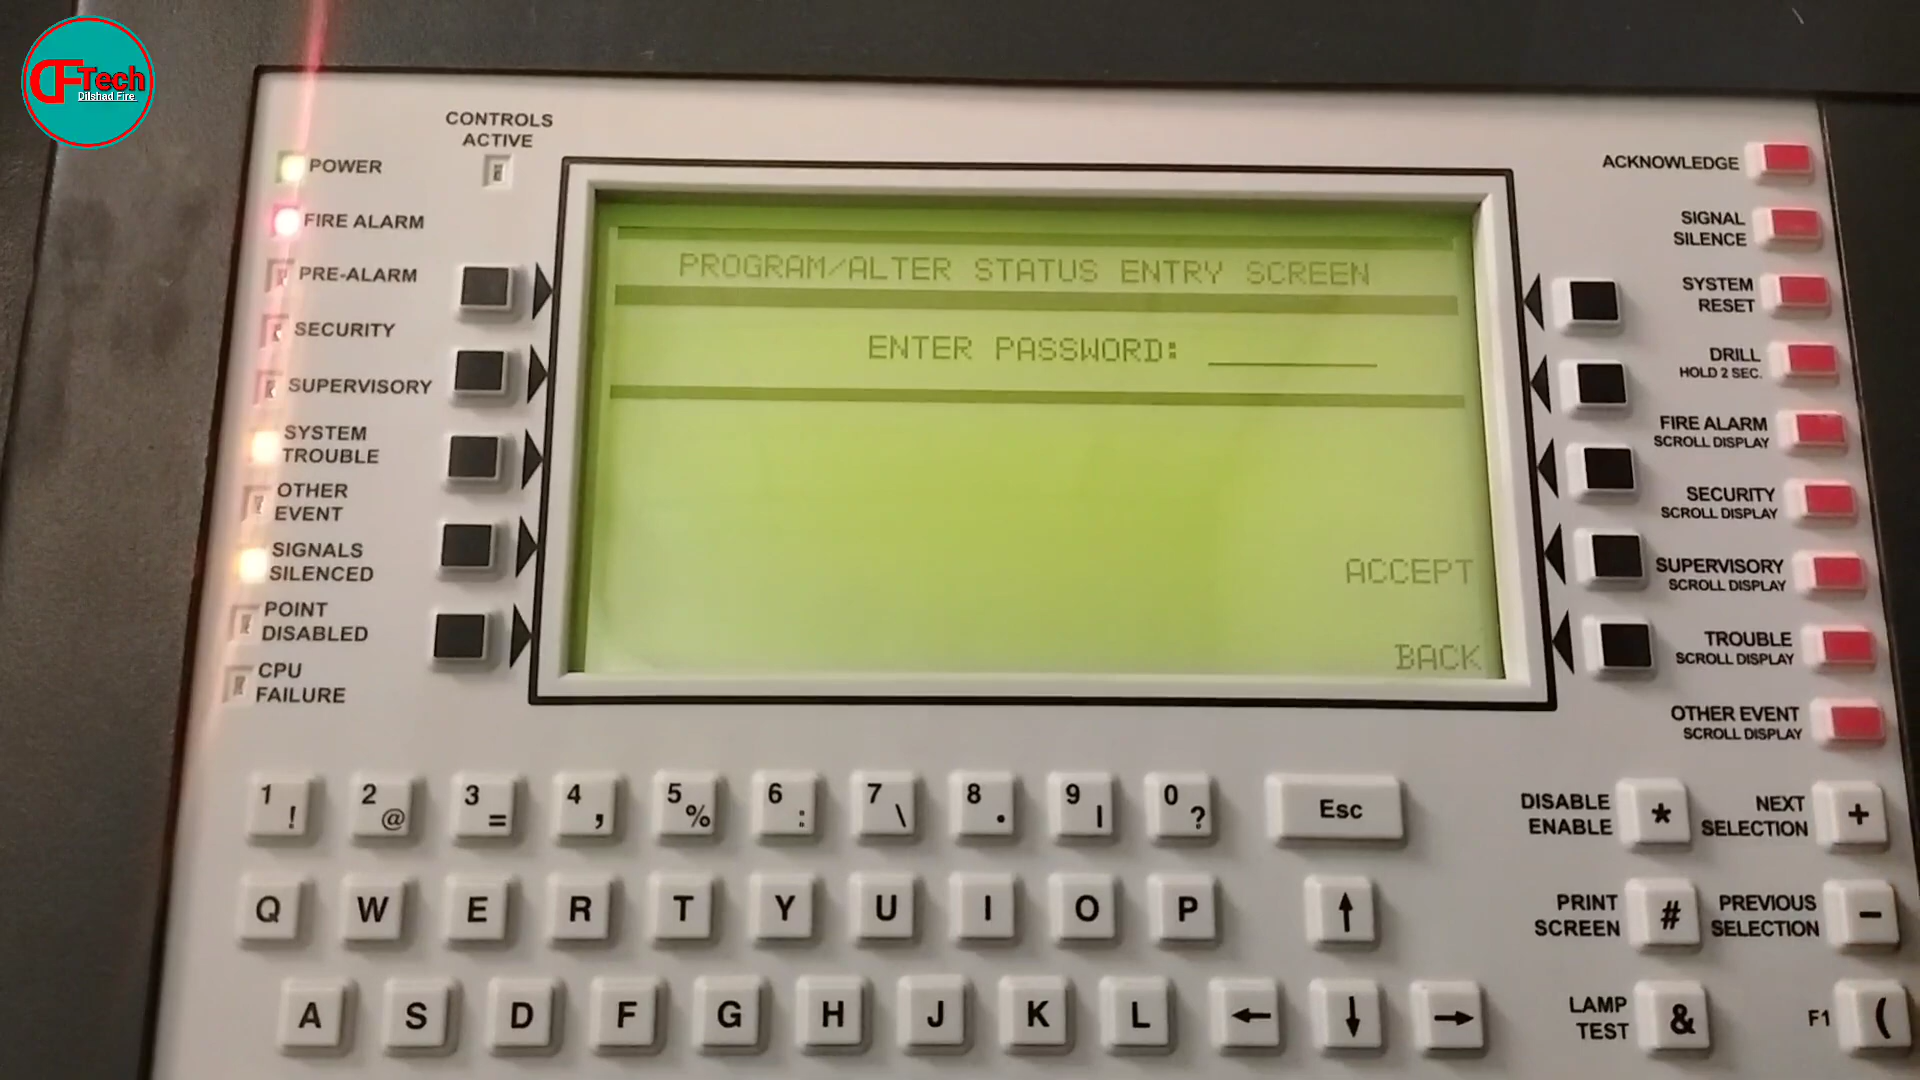 DFTech
Dilshad Fire
CONTROLS
ACTIVE
POWER
FIRE ALARM
PRE-ALARM
SECURITY
SUPERVISORY
SYSTEM
TROUBLE
OTHER
EVENT
SIGNALS
SILENCED
POINT
DISABLED
CPU
FAILURE
PROGRAM/ALTER STATUS ENTRY SCREEN
ENTER PASSWORD: ________
ACCEPT
BACK
ACKNOWLEDGE
SIGNAL
SILENCE
SYSTEM
RESET
DRILL
HOLD 2 SEC.
FIRE ALARM
SCROLL DISPLAY
SECURITY
SCROLL DISPLAY
SUPERVISORY
SCROLL DISPLAY
TROUBLE
SCROLL DISPLAY
OTHER EVENT
SCROLL DISPLAY
1 ! 2 @ 3 = 4 , 5 % 6 : 7 \ 8 . 9 | 0 ? Esc
DISABLE
ENABLE *
NEXT
SELECTION +
Q W E R T Y U I O P ↑
PRINT
SCREEN #
PREVIOUS
SELECTION −
A S D F G H J K L ← ↓ →
LAMP
TEST &
F1 (